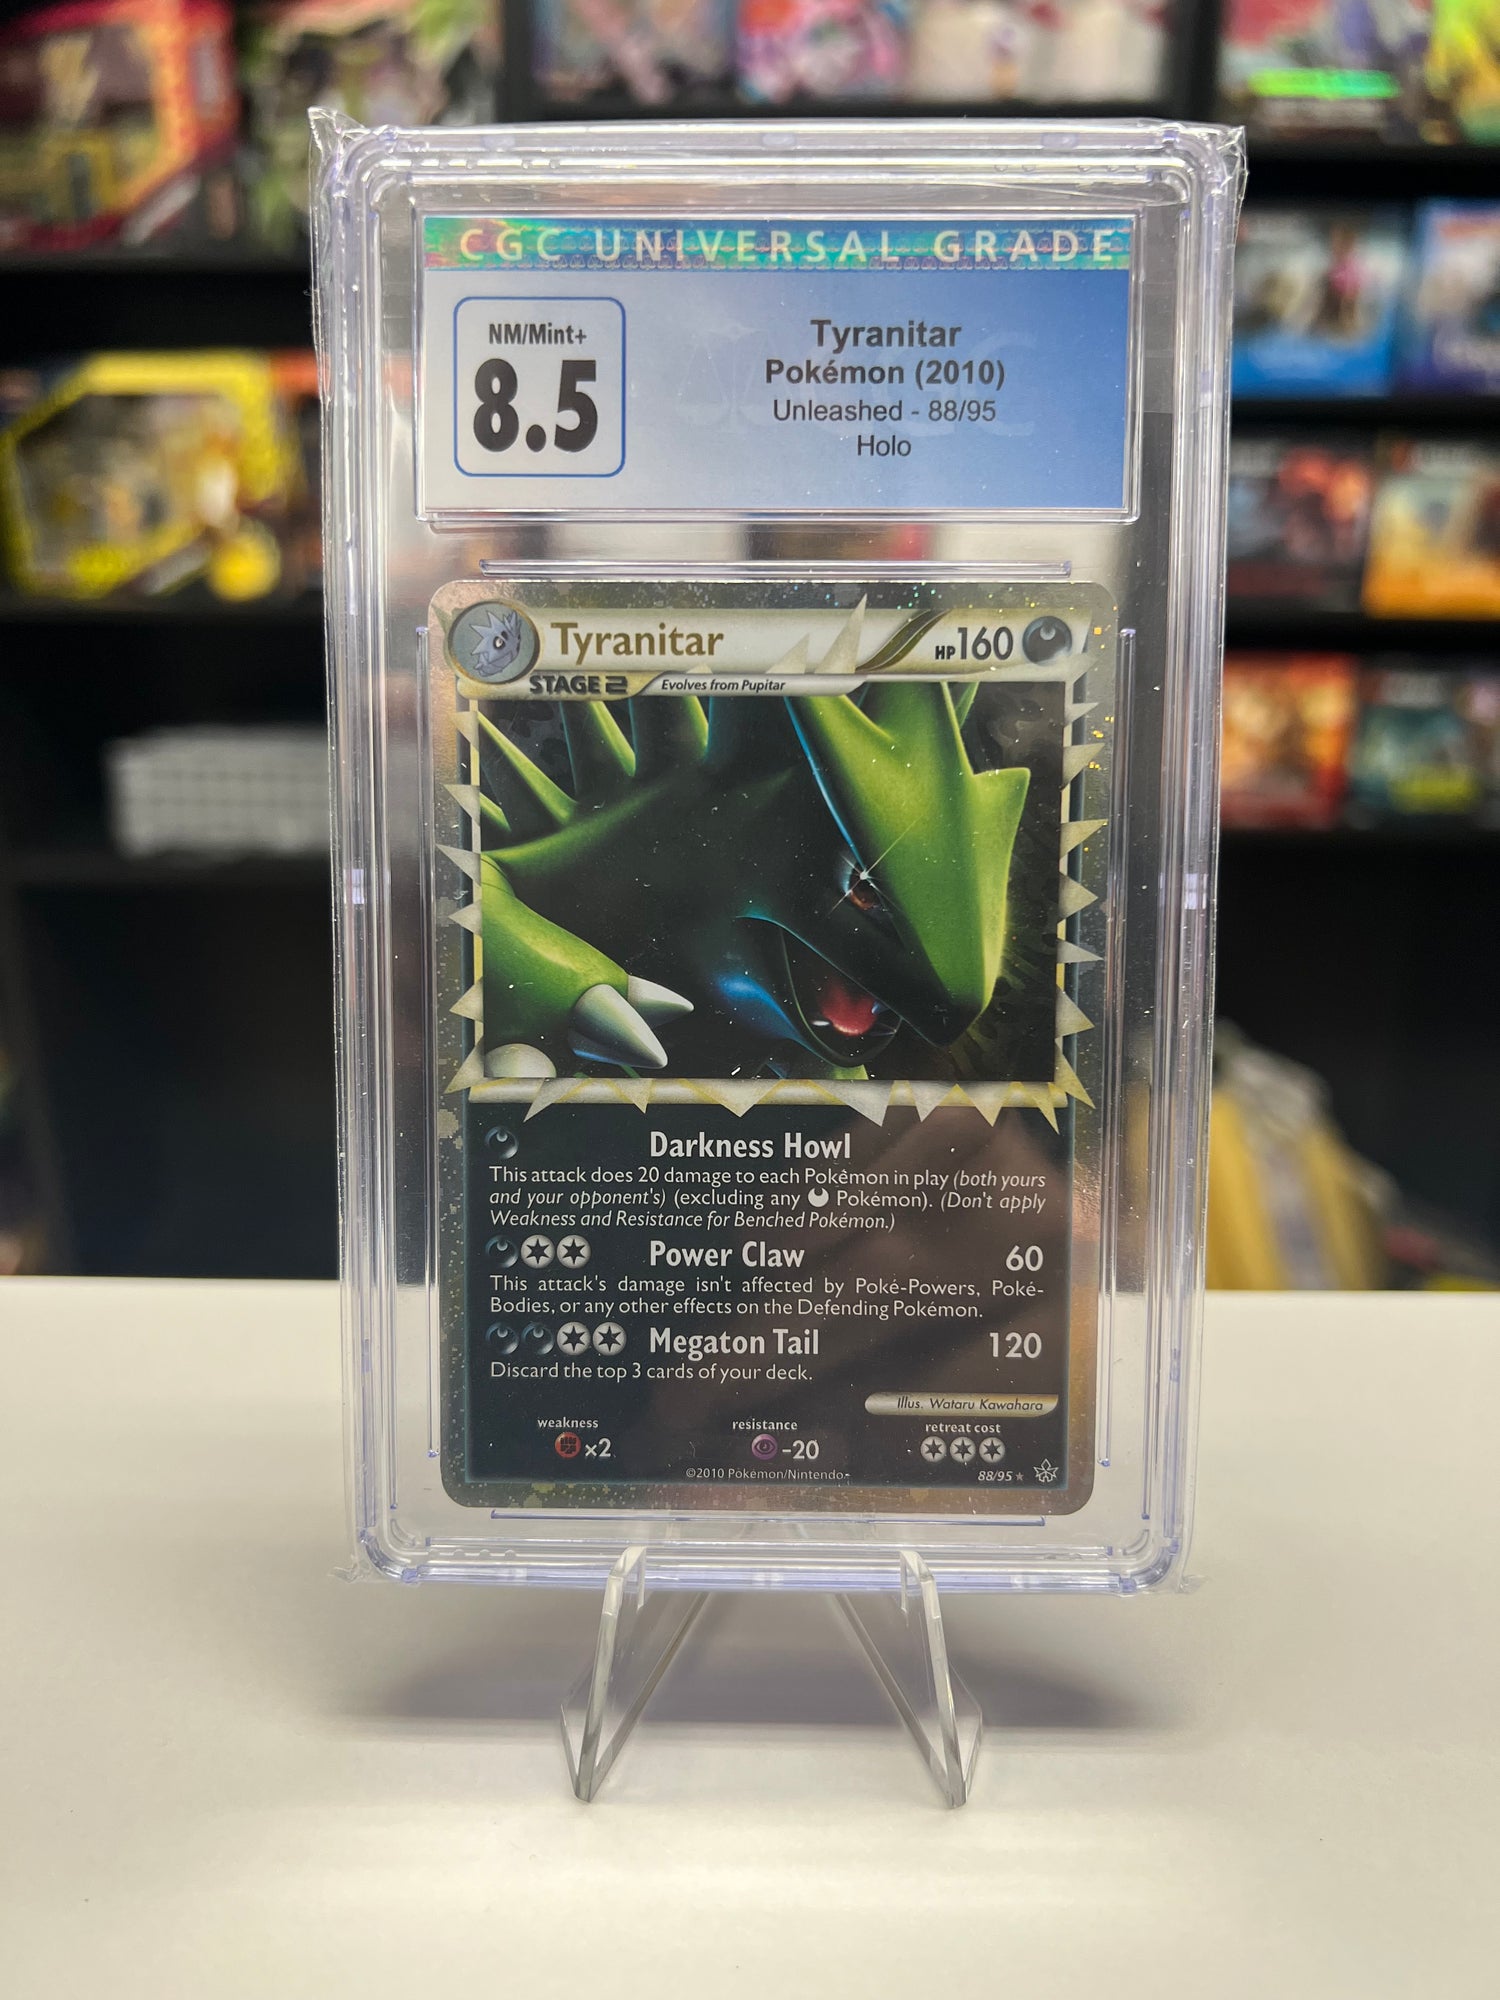 CGC UNIVERSAL GRADE
NM/Mint+
8.5
Tyranitar
Pokémon (2010)
Unleashed - 88/95
Holo
Tyranitar
HP160
STAGE 2
Evolves from Pupitar
Darkness Howl
This attack does 20 damage to each Pokémon in play (both yours
and your opponent's) (excluding any Pokémon). (Don't apply
Weakness and Resistance for Benched Pokémon.)
Power Claw 60
This attack's damage isn't affected by Poké-Powers, Poké-
Bodies, or any other effects on the Defending Pokémon.
Megaton Tail 120
Discard the top 3 cards of your deck.
Illus. Wataru Kawahara
weakness resistance retreat cost
x2 -20
©2010 Pokémon/Nintendo
88/95